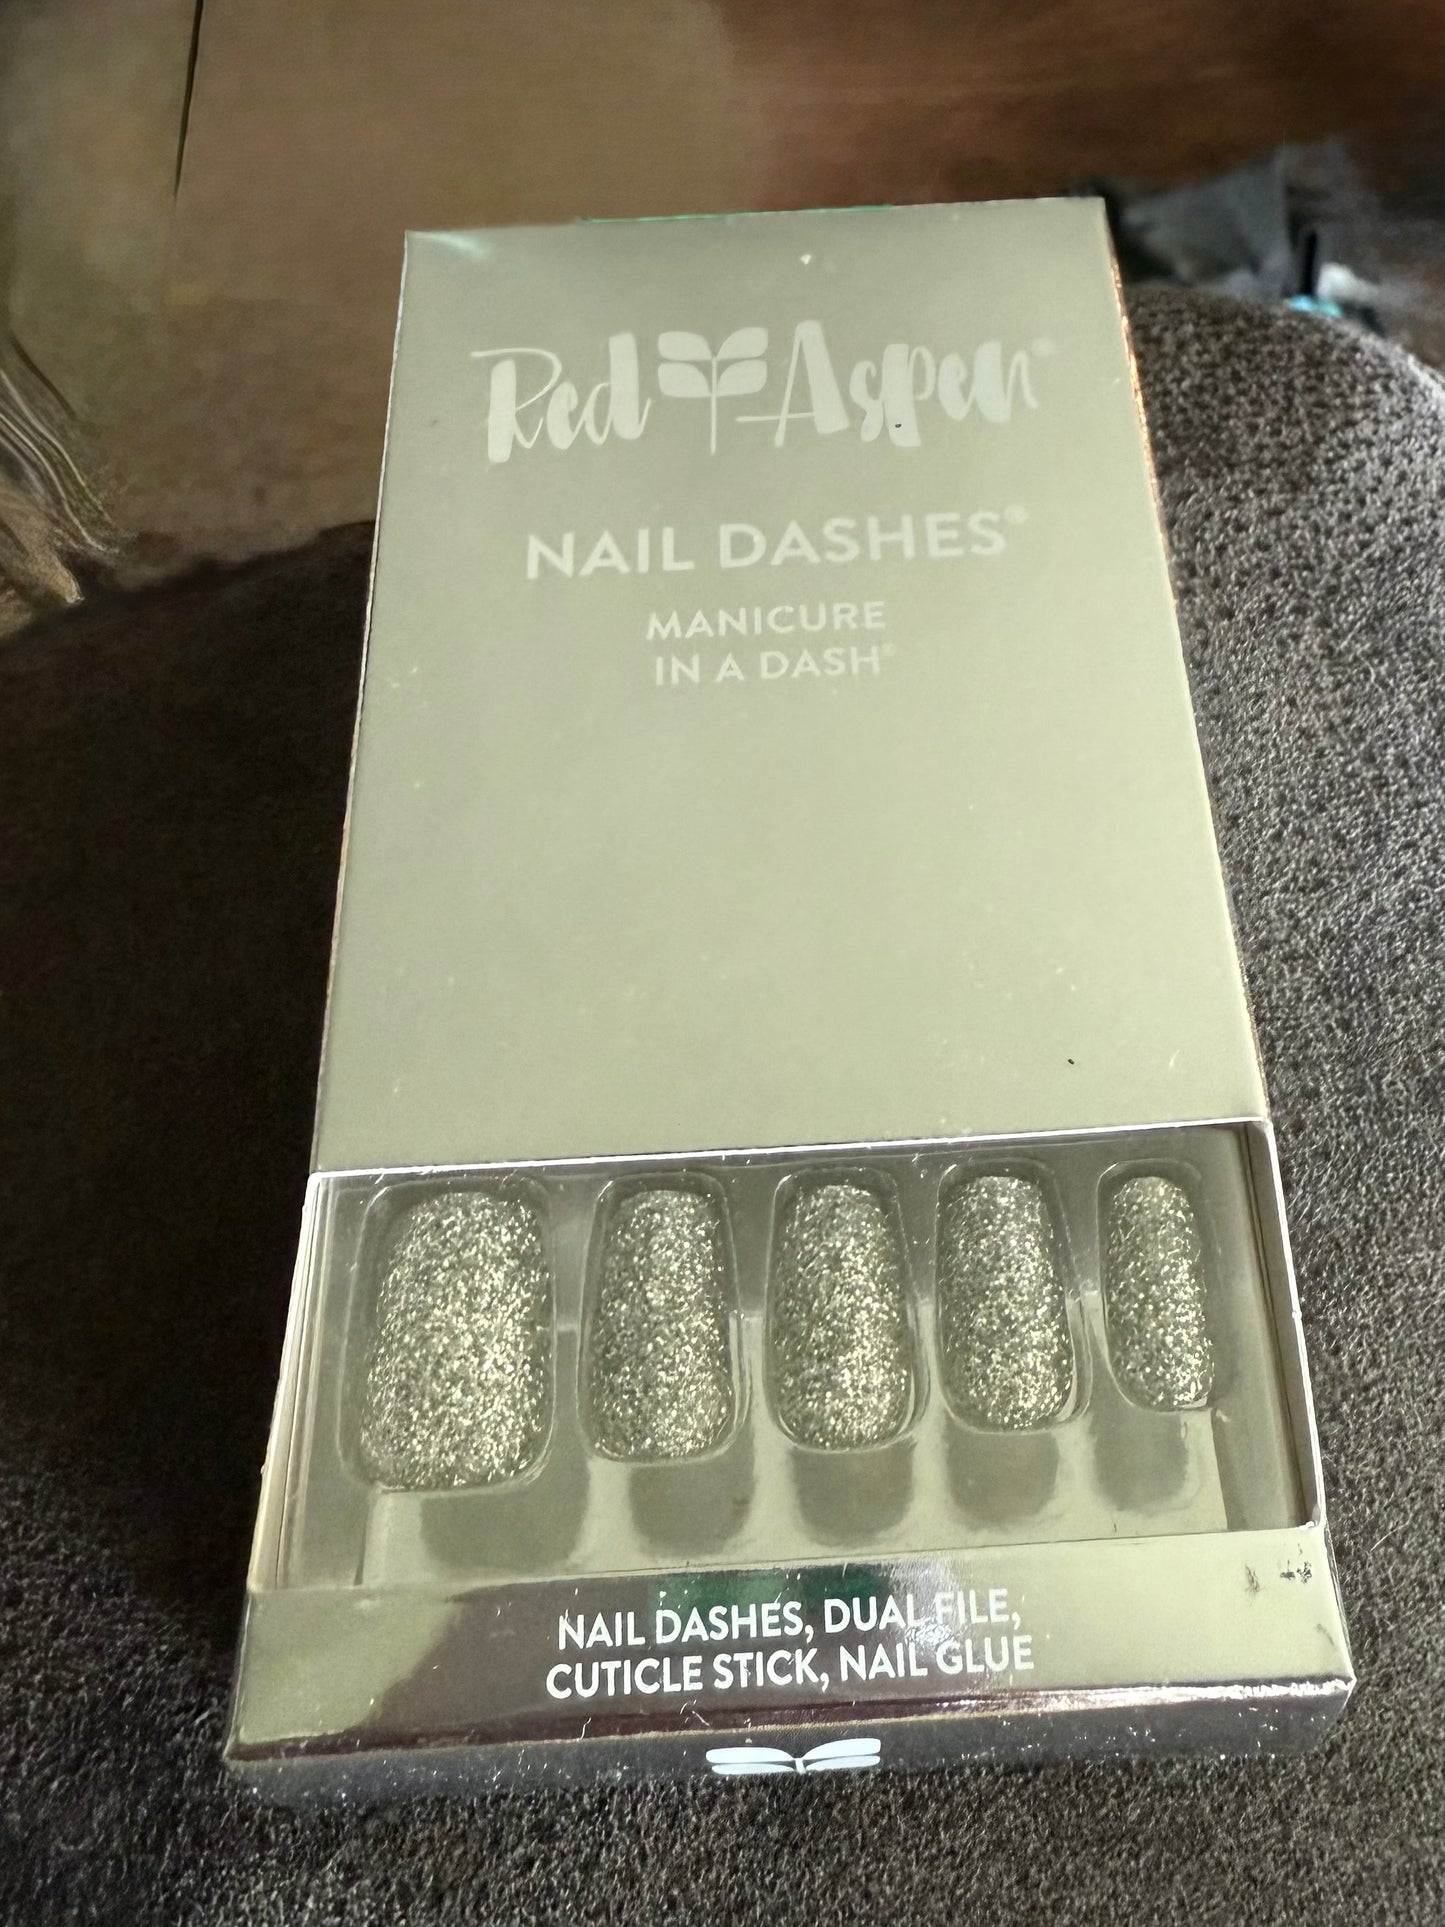 Red Aspen®
NAIL DASHES®
MANICURE
IN A DASH®
NAIL DASHES, DUAL FILE,
CUTICLE STICK, NAIL GLUE